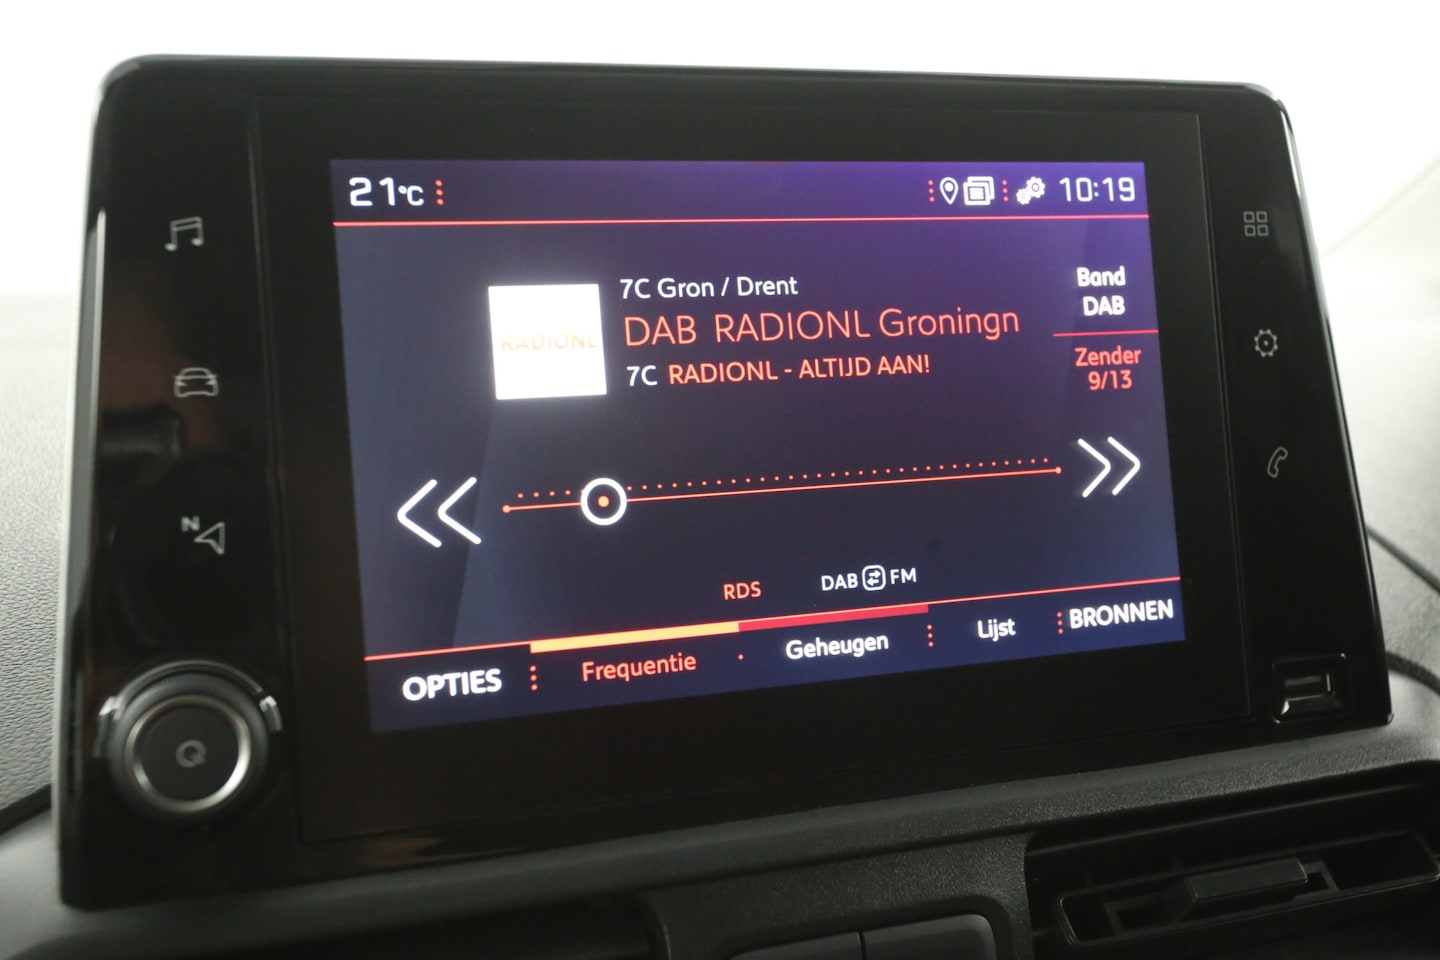 21°C
10:19
7C Gron / Drent
DAB RADIONL Groningn
7C RADIONL - ALTIJD AAN!
RADIONL
Band
DAB
Zender
9/13
N
RDS
DAB FM
OPTIES
Frequentie
Geheugen
Lijst
BRONNEN